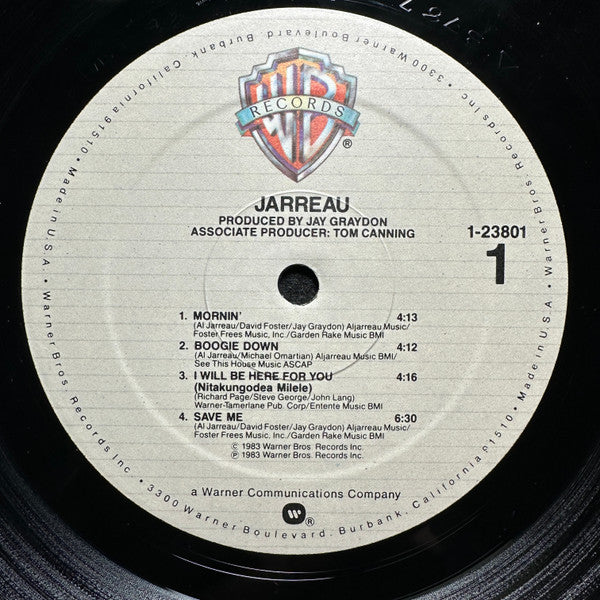 3300 Warner Boulevard, Burbank, California 91510 • Made in U.S.A. • Warner Bros. Records Inc. • 3300 Warner Boulevard, Burbank, California 91510 • Made in U.S.A. • Warner Bros. Records Inc. •
WB
RECORDS
®
JARREAU
PRODUCED BY JAY GRAYDON
ASSOCIATE PRODUCER: TOM CANNING
1-23801
1
1. MORNIN' 4:13
(Al Jarreau/David Foster/Jay Graydon) Aljarreau Music/
Foster Frees Music, Inc./Garden Rake Music BMI
2. BOOGIE DOWN 4:12
(Al Jarreau/Michael Omartian) Aljarreau Music BMI/
See This House Music ASCAP
3. I WILL BE HERE FOR YOU 4:16
(Nitakungodea Milele)
(Richard Page/Steve George/John Lang)
Warner-Tamerlane Pub. Corp/Entente Music BMI
4. SAVE ME 6:30
(Al Jarreau/David Foster/Jay Graydon) Aljarreau Music/
Foster Frees Music, Inc./Garden Rake Music BMI
© 1983 Warner Bros. Records Inc.
℗ 1983 Warner Bros. Records Inc.
a Warner Communications Company
®